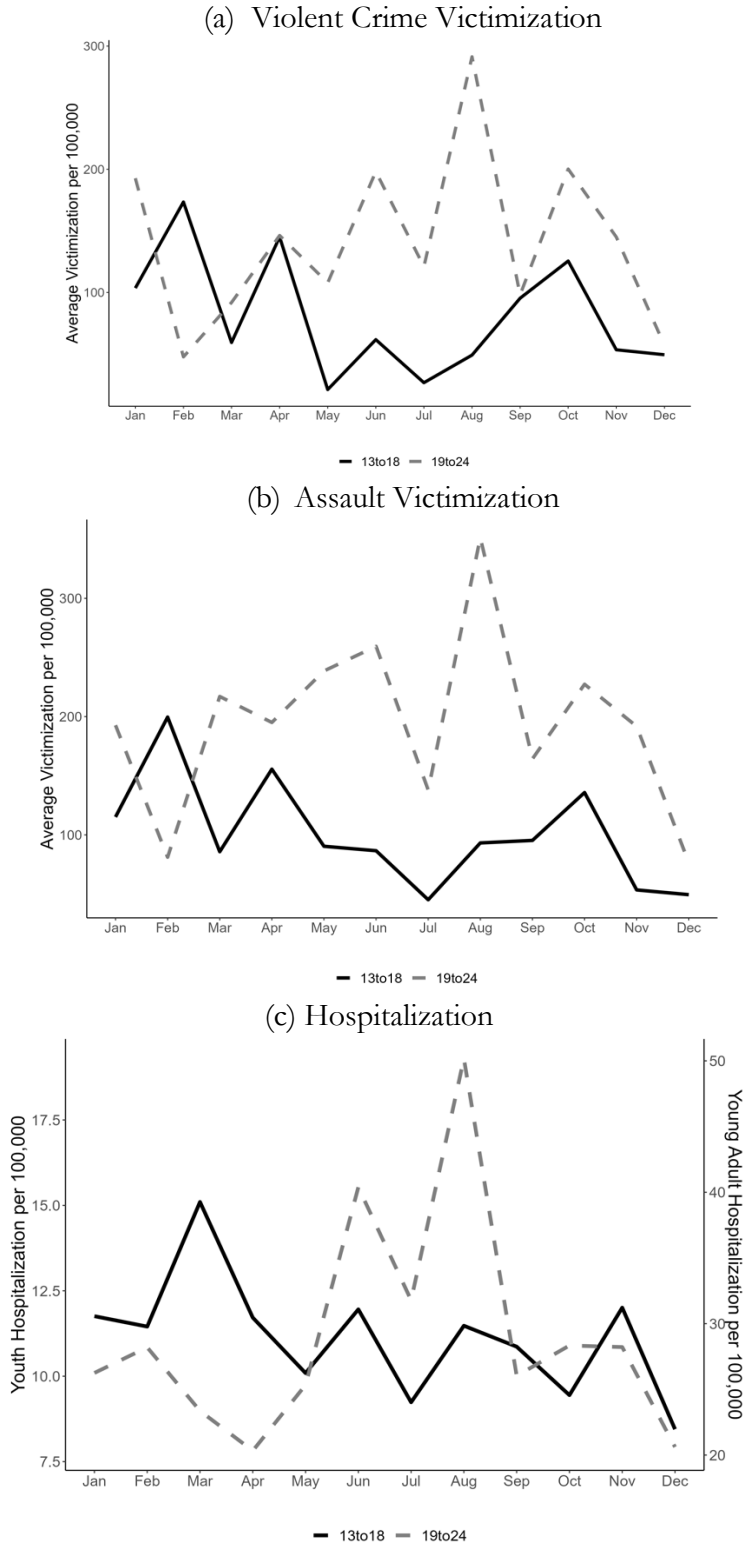 (a) Violent Crime Victimization
Average Victimization per 100,000
300
200
100
Jan Feb Mar Apr May Jun Jul Aug Sep Oct Nov Dec
13to18 19to24
(b) Assault Victimization
Average Victimization per 100,000
300
200
100
Jan Feb Mar Apr May Jun Jul Aug Sep Oct Nov Dec
13to18 19to24
(c) Hospitalization
Youth Hospitalization per 100,000
17.5
15.0
12.5
10.0
7.5
50
40
30
20
Young Adult Hospitalization per 100,000
Jan Feb Mar Apr May Jun Jul Aug Sep Oct Nov Dec
13to18 19to24